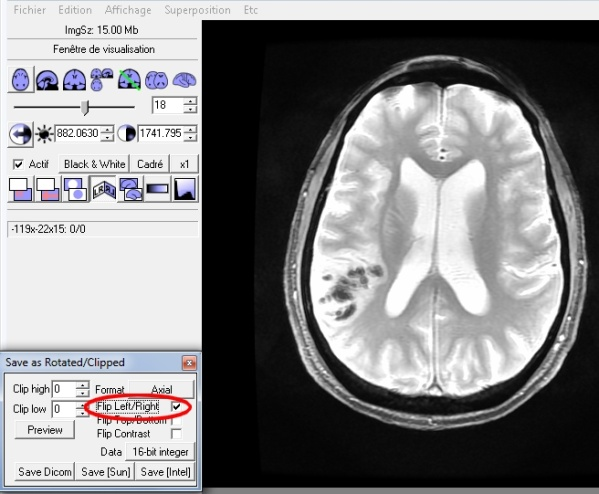 Fichier Edition Affichage Superposition Etc
ImgSz: 15.00 Mb
Fenêtre de visualisation
18
882.0630 1741.795
Actif Black & White Cadré x1
-119x-22x15: 0/0
Save as Rotated/Clipped
Clip high 0 Format Axial
Clip low 0 Flip Left/Right
Flip Top/Bottom
Preview Flip Contrast
Data 16-bit integer
Save Dicom Save [Sun] Save [Intel]